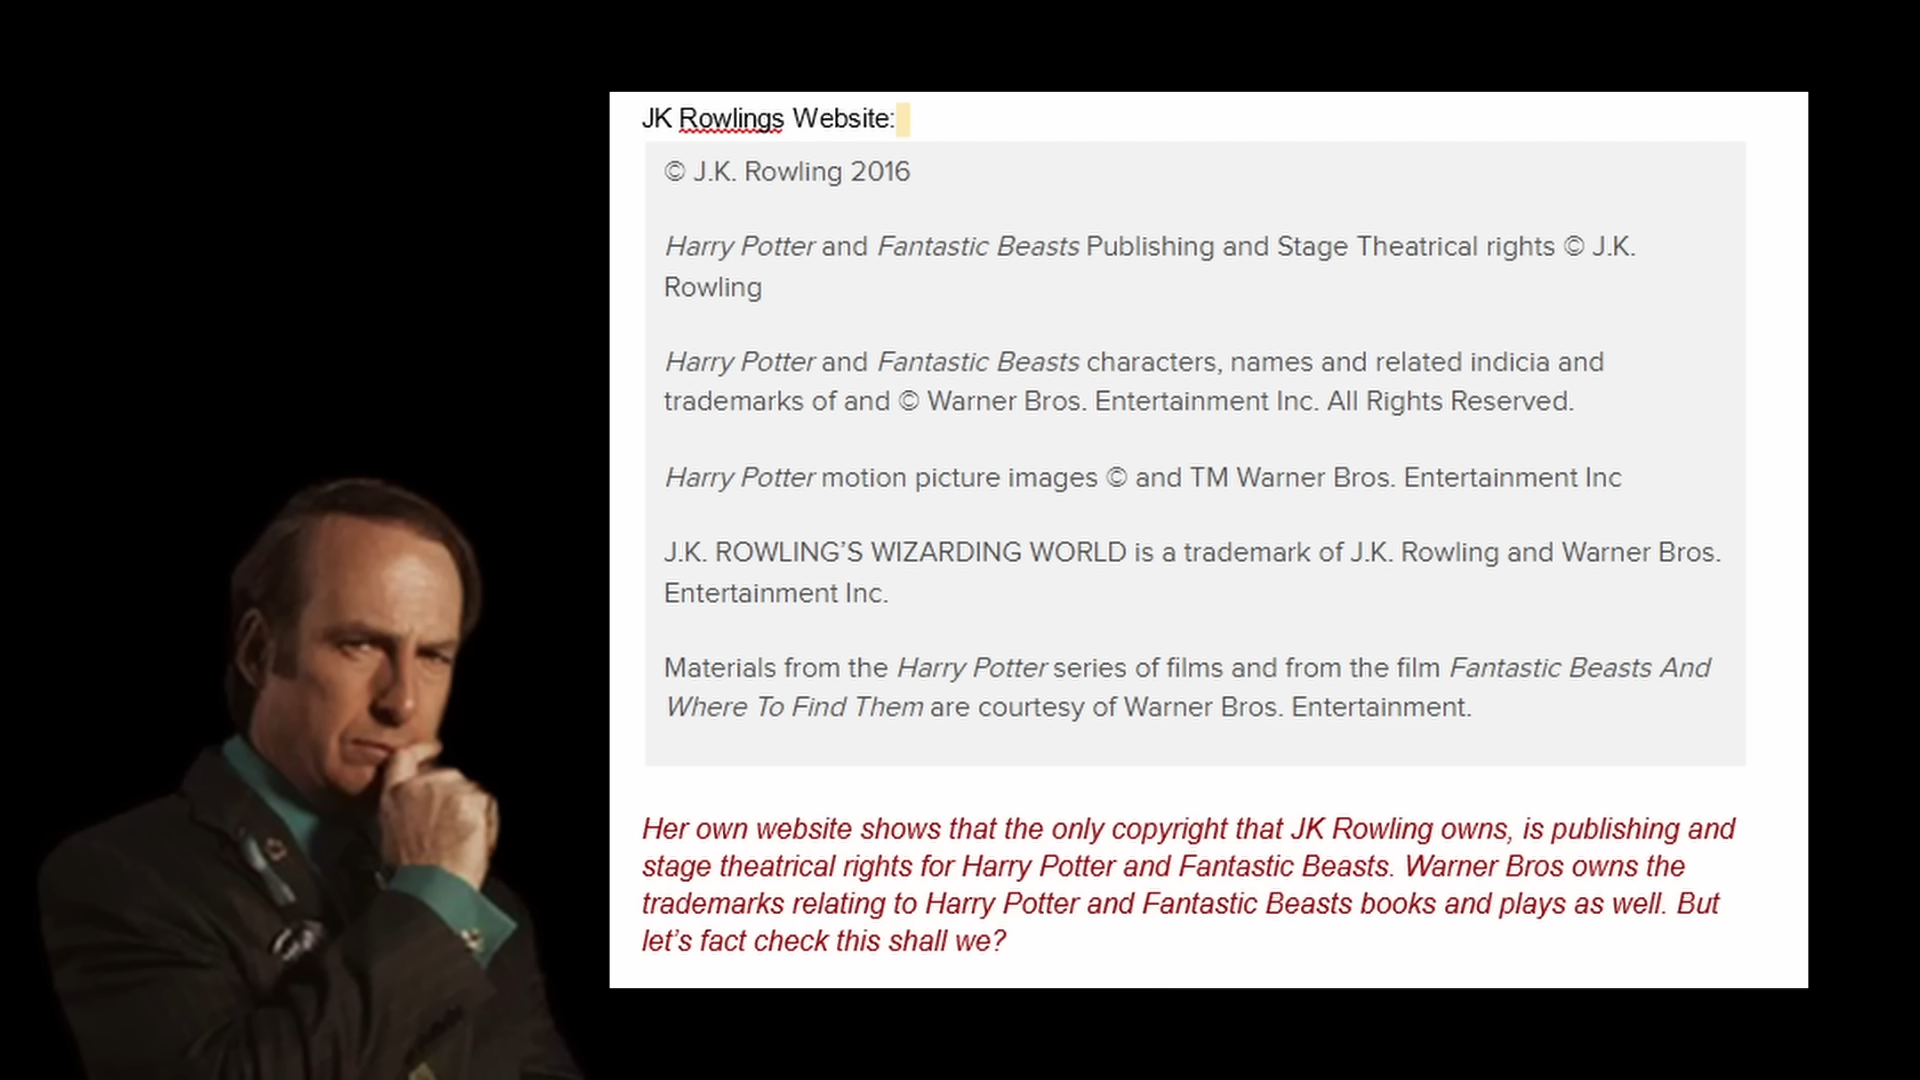 JK Rowlings Website:
© J.K. Rowling 2016
Harry Potter and Fantastic Beasts Publishing and Stage Theatrical rights © J.K.
Rowling
Harry Potter and Fantastic Beasts characters, names and related indicia and
trademarks of and © Warner Bros. Entertainment Inc. All Rights Reserved.
Harry Potter motion picture images © and TM Warner Bros. Entertainment Inc
J.K. ROWLING’S WIZARDING WORLD is a trademark of J.K. Rowling and Warner Bros.
Entertainment Inc.
Materials from the Harry Potter series of films and from the film Fantastic Beasts And
Where To Find Them are courtesy of Warner Bros. Entertainment.
Her own website shows that the only copyright that JK Rowling owns, is publishing and
stage theatrical rights for Harry Potter and Fantastic Beasts. Warner Bros owns the
trademarks relating to Harry Potter and Fantastic Beasts books and plays as well. But
let’s fact check this shall we?